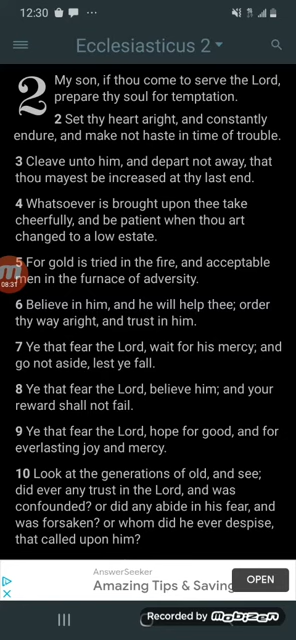 12:30
Ecclesiasticus 2
2 My son, if thou come to serve the Lord,
prepare thy soul for temptation.
2 Set thy heart aright, and constantly
endure, and make not haste in time of trouble.
3 Cleave unto him, and depart not away, that
thou mayest be increased at thy last end.
4 Whatsoever is brought upon thee take
cheerfully, and be patient when thou art
changed to a low estate.
5 For gold is tried in the fire, and acceptable
men in the furnace of adversity.
08:31
6 Believe in him, and he will help thee; order
thy way aright, and trust in him.
7 Ye that fear the Lord, wait for his mercy; and
go not aside, lest ye fall.
8 Ye that fear the Lord, believe him; and your
reward shall not fail.
9 Ye that fear the Lord, hope for good, and for
everlasting joy and mercy.
10 Look at the generations of old, and see;
did ever any trust in the Lord, and was
confounded? or did any abide in his fear, and
was forsaken? or whom did he ever despise,
that called upon him?
AnswerSeeker
Amazing Tips & Saving
OPEN
Recorded by mobizen